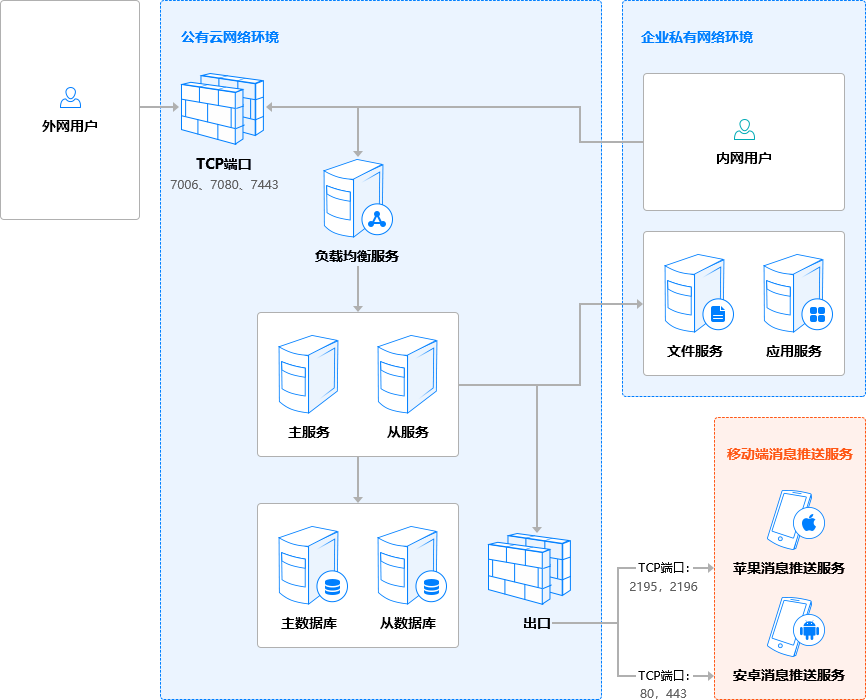 公有云网络环境
企业私有网络环境
外网用户
内网用户
TCP端口
7006、7080、7443
负载均衡服务
文件服务
应用服务
主服务
从服务
移动端消息推送服务
TCP端口:
2195，2196
苹果消息推送服务
主数据库
从数据库
出口
TCP端口:
80，443
安卓消息推送服务